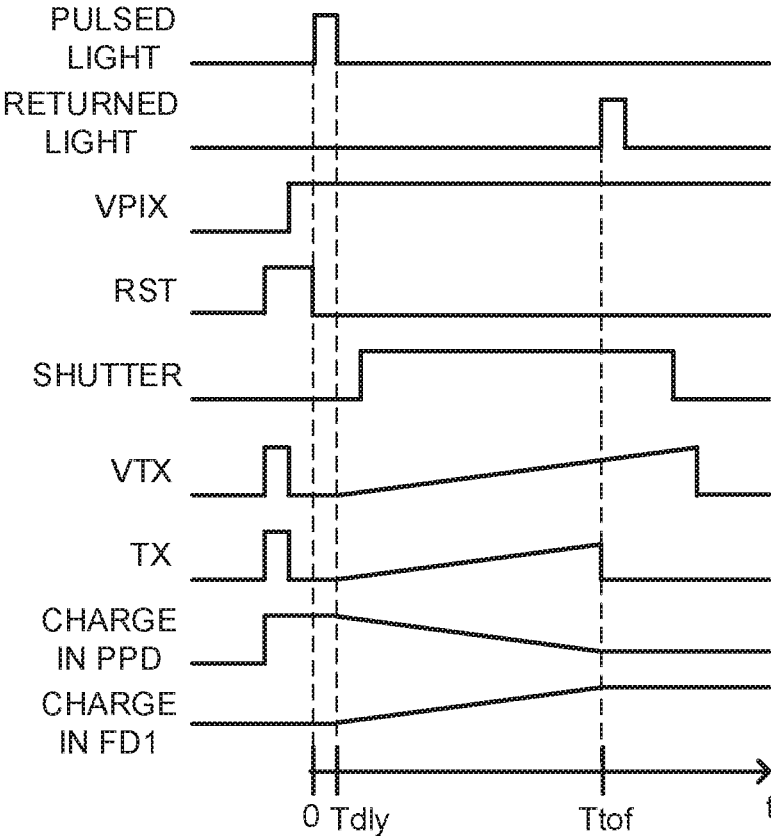 PULSED
LIGHT
RETURNED
LIGHT
VPIX
RST
SHUTTER
VTX
TX
CHARGE
IN PPD
CHARGE
IN FD1
0 Tdly Ttof t